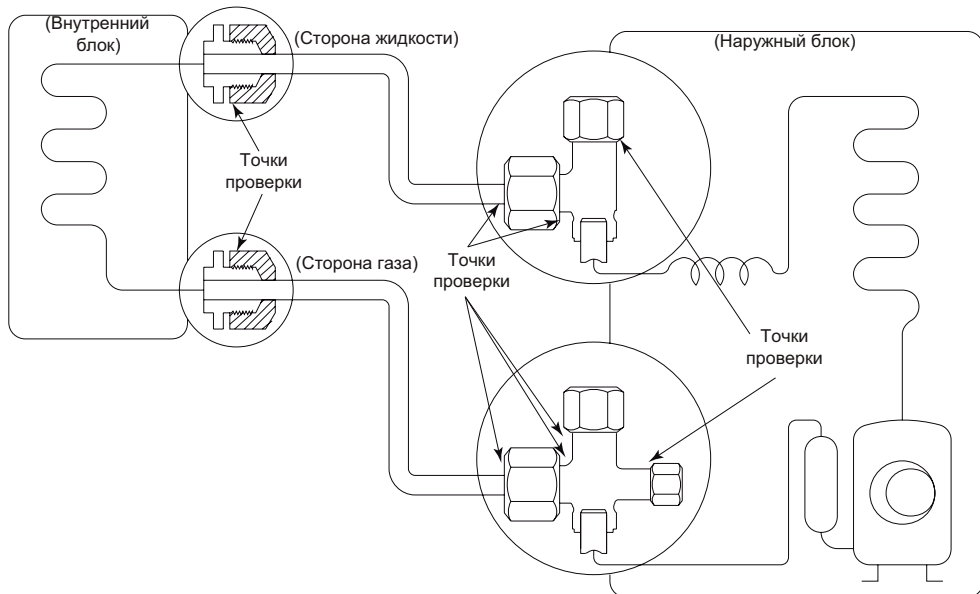 (Внутренний
блок)
(Сторона жидкости)
(Наружный блок)
Точки
проверки
(Сторона газа)
Точки
проверки
Точки
проверки